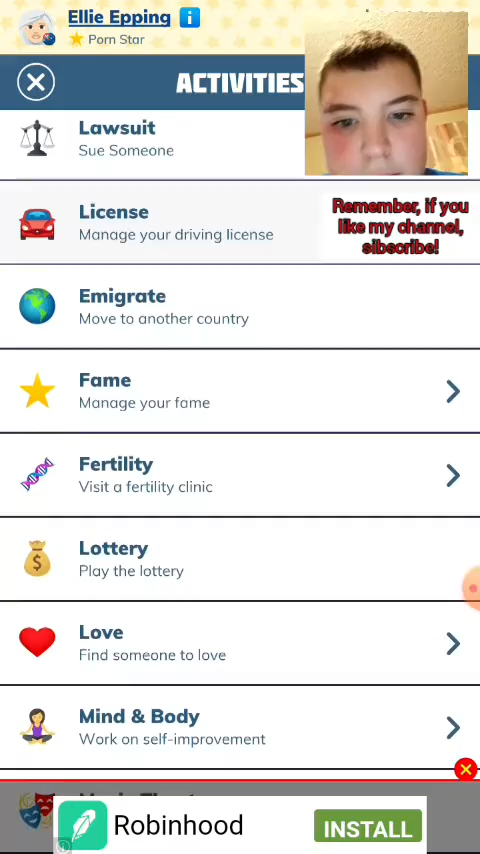 Ellie Epping
Porn Star
ACTIVITIES
Lawsuit
Sue Someone
License
Manage your driving license
Remember, if you
like my channel,
sibscribe!
Emigrate
Move to another country
Fame
Manage your fame
Fertility
Visit a fertility clinic
Lottery
Play the lottery
Love
Find someone to love
Mind & Body
Work on self-improvement
Robinhood
INSTALL